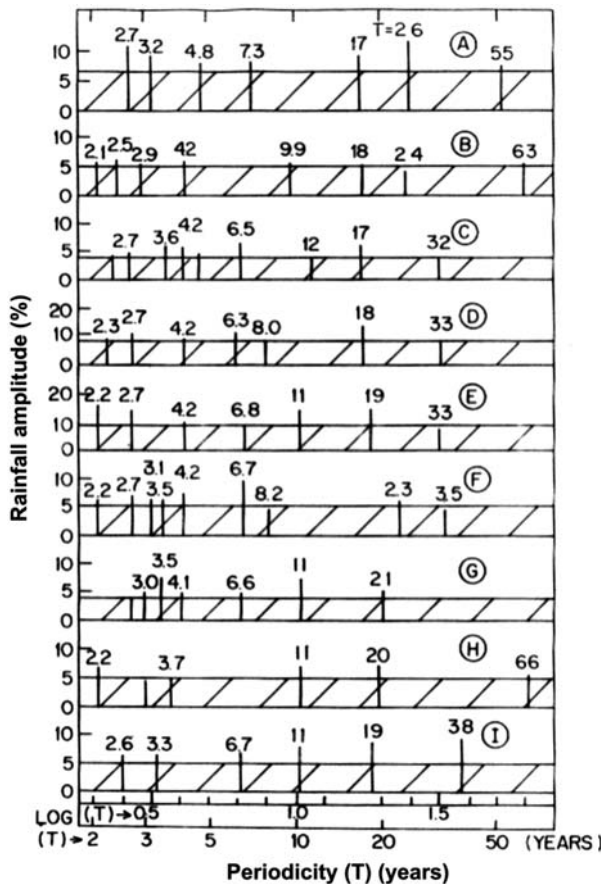 2.7 3.2 4.8 7.3 17 T=26 Ⓐ 55
10
5
0
2.1 2.5 2.9 42 9.9 18 2.4 Ⓑ 63
10
5
0
2.7 3.6 4.2 6.5 12 17 32 Ⓒ
10
5
0
2.3 2.7 4.2 6.3 8.0 18 33 Ⓓ
20
10
0
2.2 2.7 4.2 6.8 11 19 33 Ⓔ
20
10
0
2.2 2.7 3.1 3.5 4.2 6.7 8.2 2.3 3.5 Ⓕ
10
5
0
3.0 3.5 4.1 6.6 11 21 Ⓖ
10
5
0
2.2 3.7 11 20 Ⓗ 66
10
5
0
2.6 3.3 6.7 11 19 38 Ⓘ
10
5
0
Rainfall amplitude (%)
LOG (T)→ 0.5 1.0 1.5
(T)→ 2 3 5 10 20 50 (YEARS)
Periodicity (T) (years)